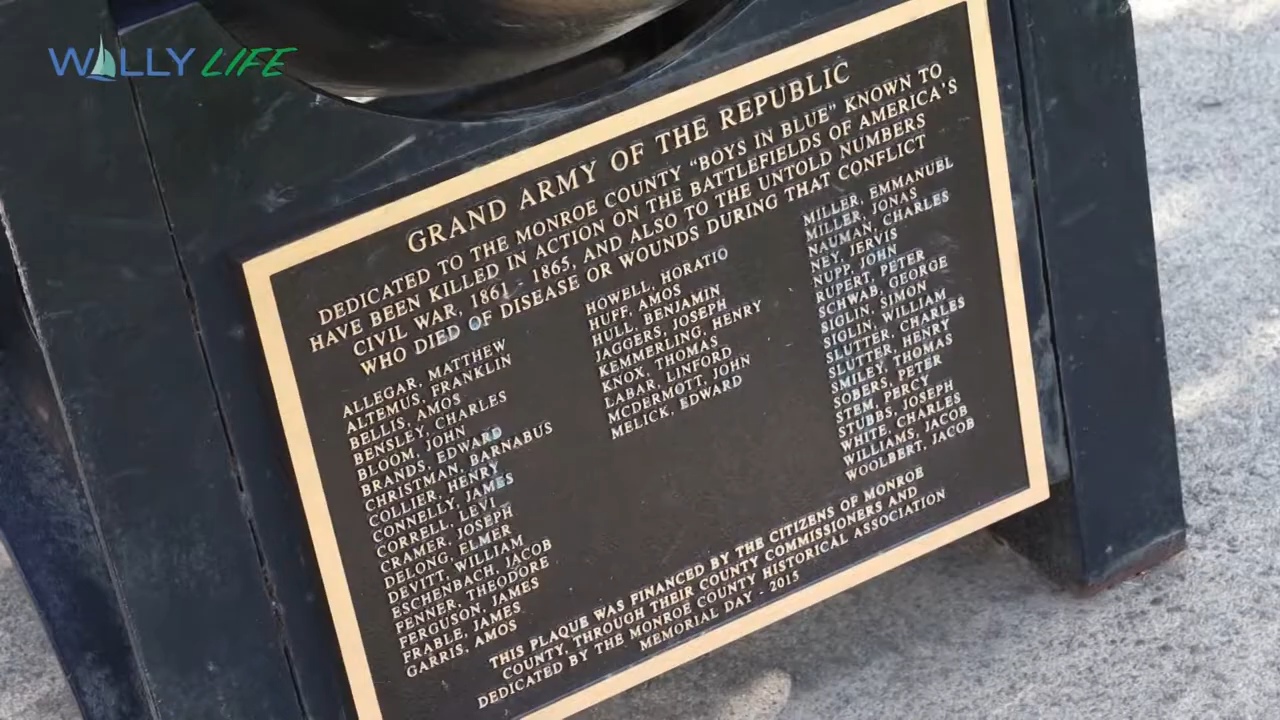 WALLY LIFE
GRAND ARMY OF THE REPUBLIC
DEDICATED TO THE MONROE COUNTY "BOYS IN BLUE" KNOWN TO
HAVE BEEN KILLED IN ACTION ON THE BATTLEFIELDS OF AMERICA'S
CIVIL WAR, 1861 - 1865, AND ALSO TO THE UNTOLD NUMBERS
WHO DIED OF DISEASE OR WOUNDS DURING THAT CONFLICT
ALLEGAR, MATTHEW
ALTEMUS, FRANKLIN
BELLIS, AMOS
BENSLEY, CHARLES
BLOOM, JOHN
BRANDS, EDWARD
CHRISTMAN, BARNABUS
COLLIER, HENRY
CONNELLY, JAMES
CORRELL, LEVI
CRAMER, JOSEPH
DELONG, ELMER
DEVITT, WILLIAM
ESCHENBACH, JACOB
FENNER, THEODORE
FERGUSON, JAMES
FRABLE, JAMES
GARRIS, AMOS
HOWELL, HORATIO
HUFF, AMOS
HULL, BENJAMIN
JAGGERS, JOSEPH
KEMMERLING, HENRY
KNOX, THOMAS
LABAR, LINFORD
MCDERMOTT, JOHN
MELICK, EDWARD
MILLER, EMMANUEL
MILLER, JONAS
NAUMAN, CHARLES
NEY, JERVIS
NUPP, JOHN
RUPERT, PETER
SCHWAB, GEORGE
SIGLIN, SIMON
SIGLIN, WILLIAM
SLUTTER, CHARLES
SLUTTER, HENRY
SMILEY, THOMAS
SOBERS, PETER
STEM, PERCY
STUBBS, JOSEPH
WHITE, CHARLES
WILLIAMS, JACOB
WOOLBERT, JACOB
THIS PLAQUE WAS FINANCED BY THE CITIZENS OF MONROE
COUNTY, THROUGH THEIR COUNTY COMMISSIONERS AND
DEDICATED BY THE MONROE COUNTY HISTORICAL ASSOCIATION
MEMORIAL DAY - 2015